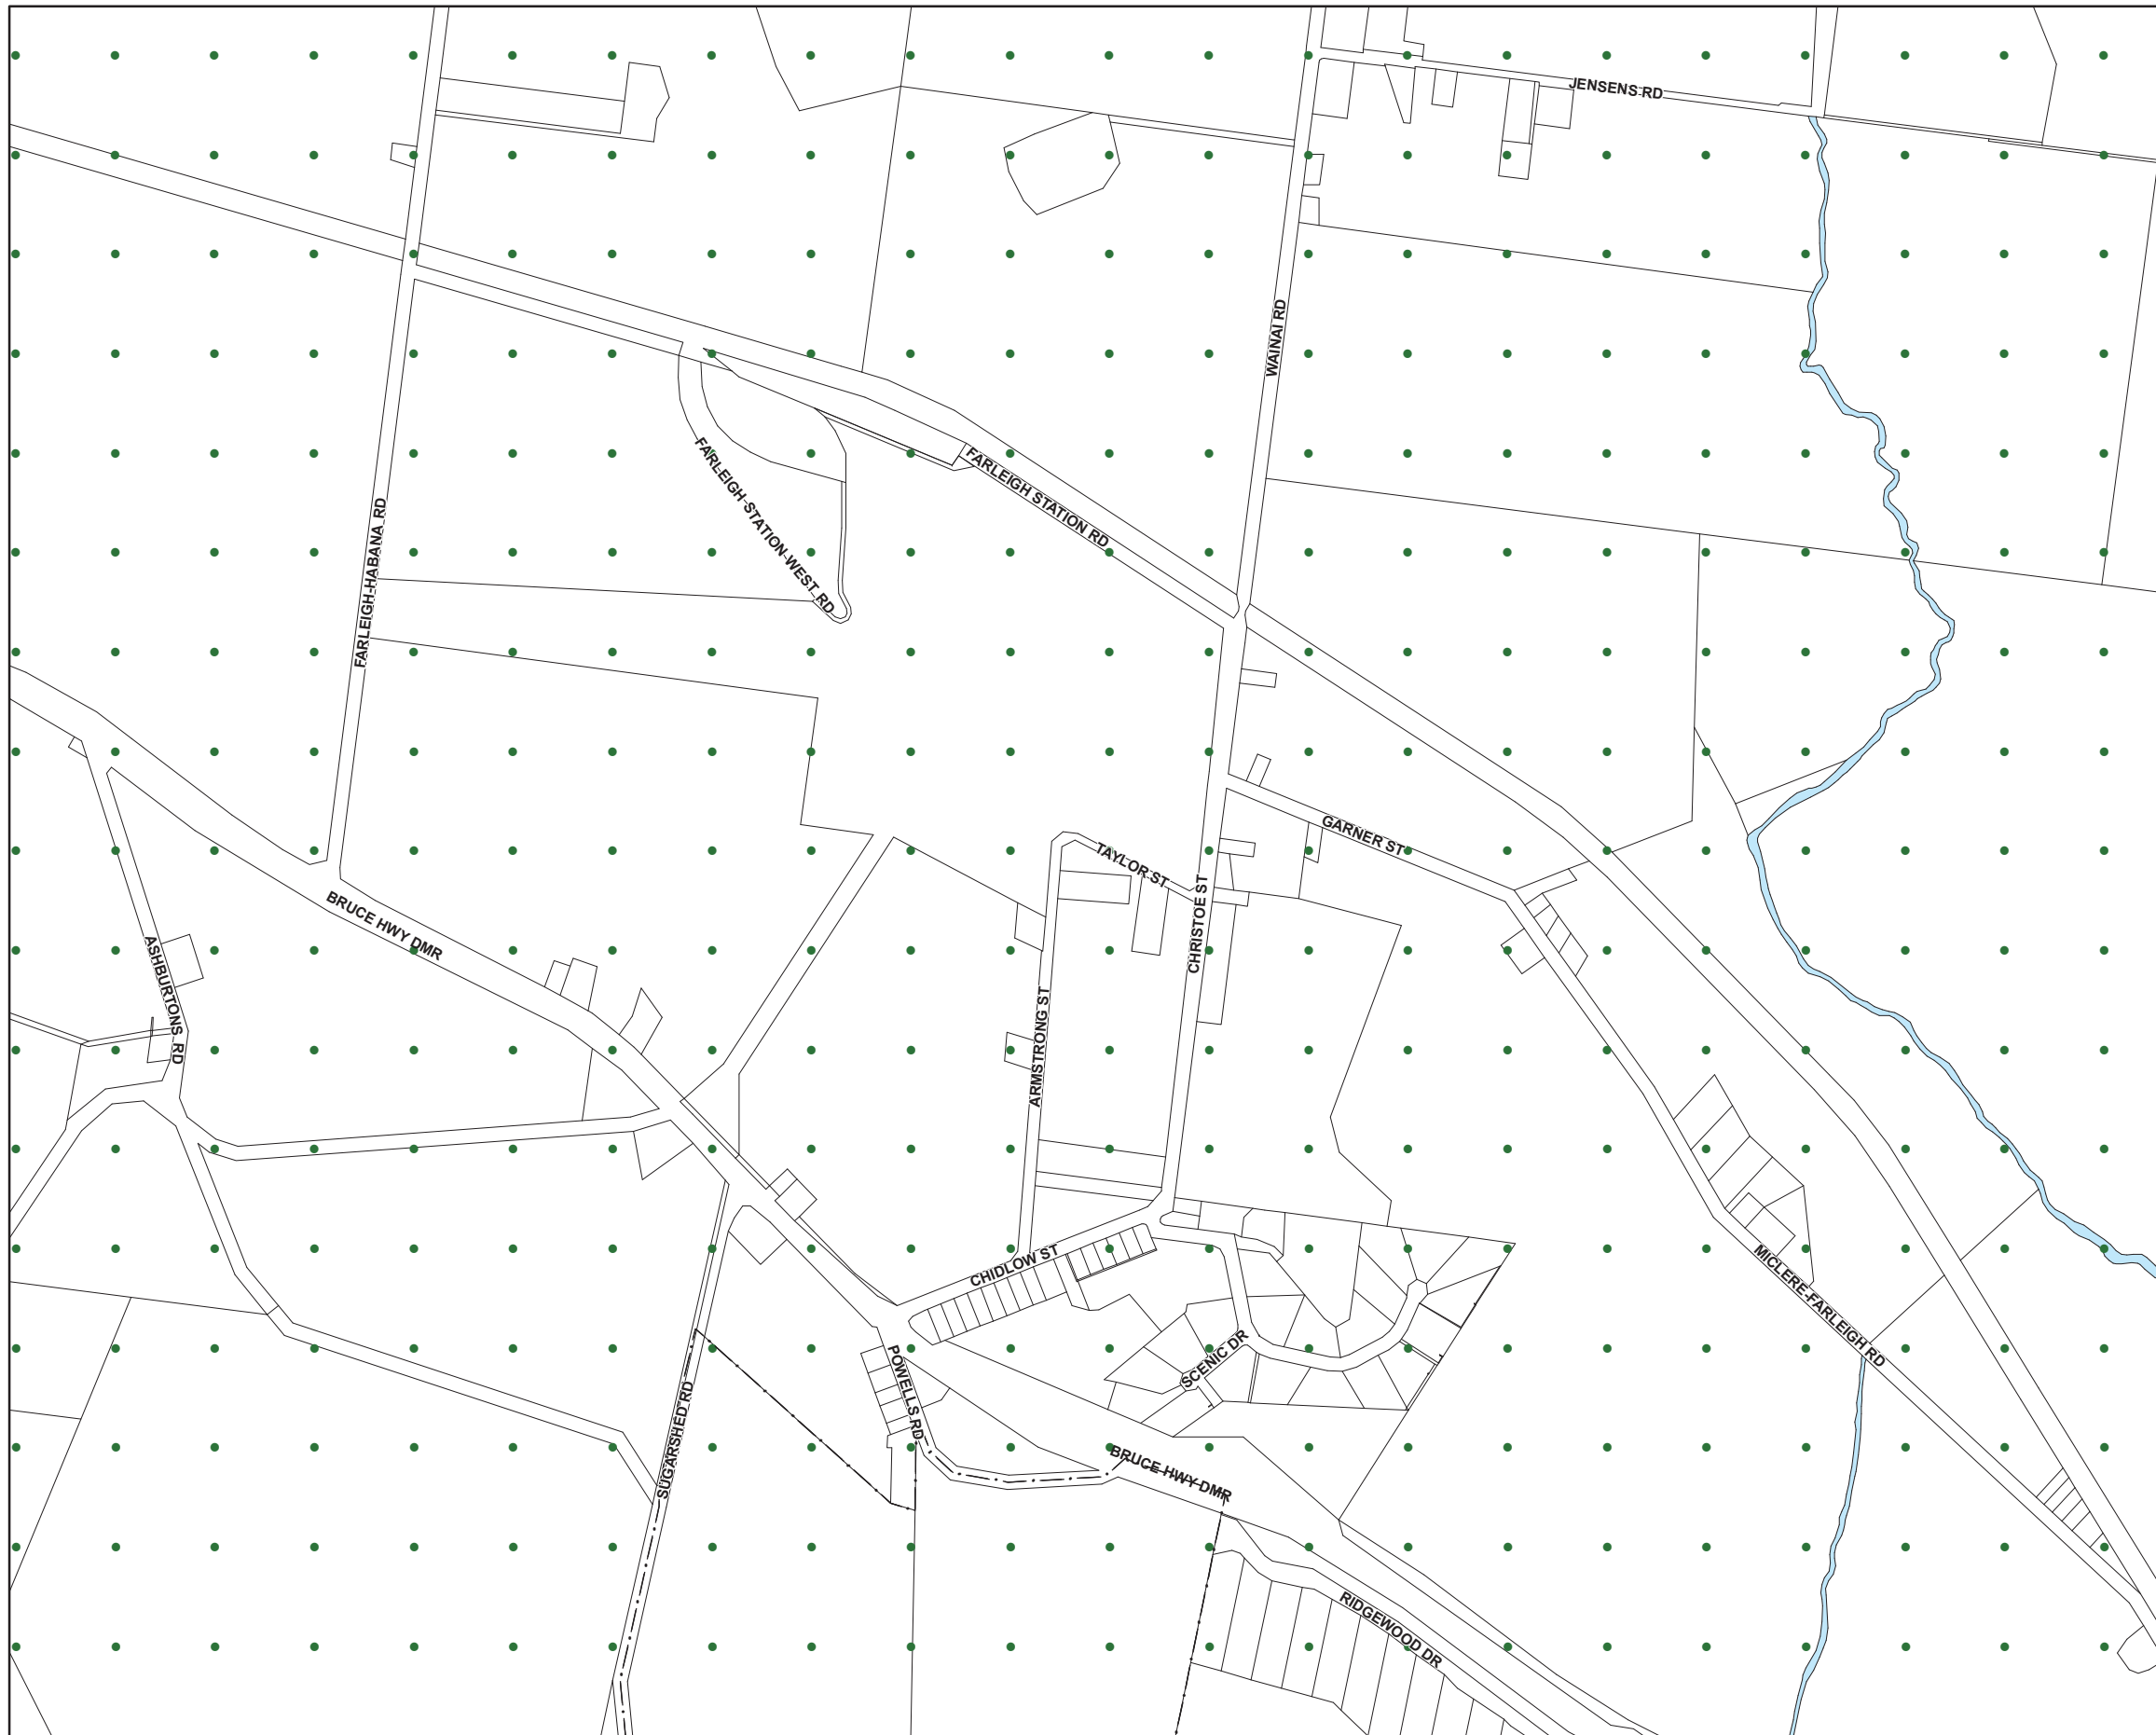 JENSENS RD
WAINAI RD
FARLEIGH STATION RD
FARLEIGH-STATION-WEST RD
FARLEIGH-HABANA RD
GARNER ST
TAYLOR ST
CHRISTOE ST
BRUCE HWY DMR
ASHBURTONS RD
ARMSTRONG ST
CHIDLOW ST
MICLERE-FARLEIGH RD
SCENIC DR
POWELLS RD
SUGARSHED RD
BRUCE HWY DMR
RIDGEWOOD DR